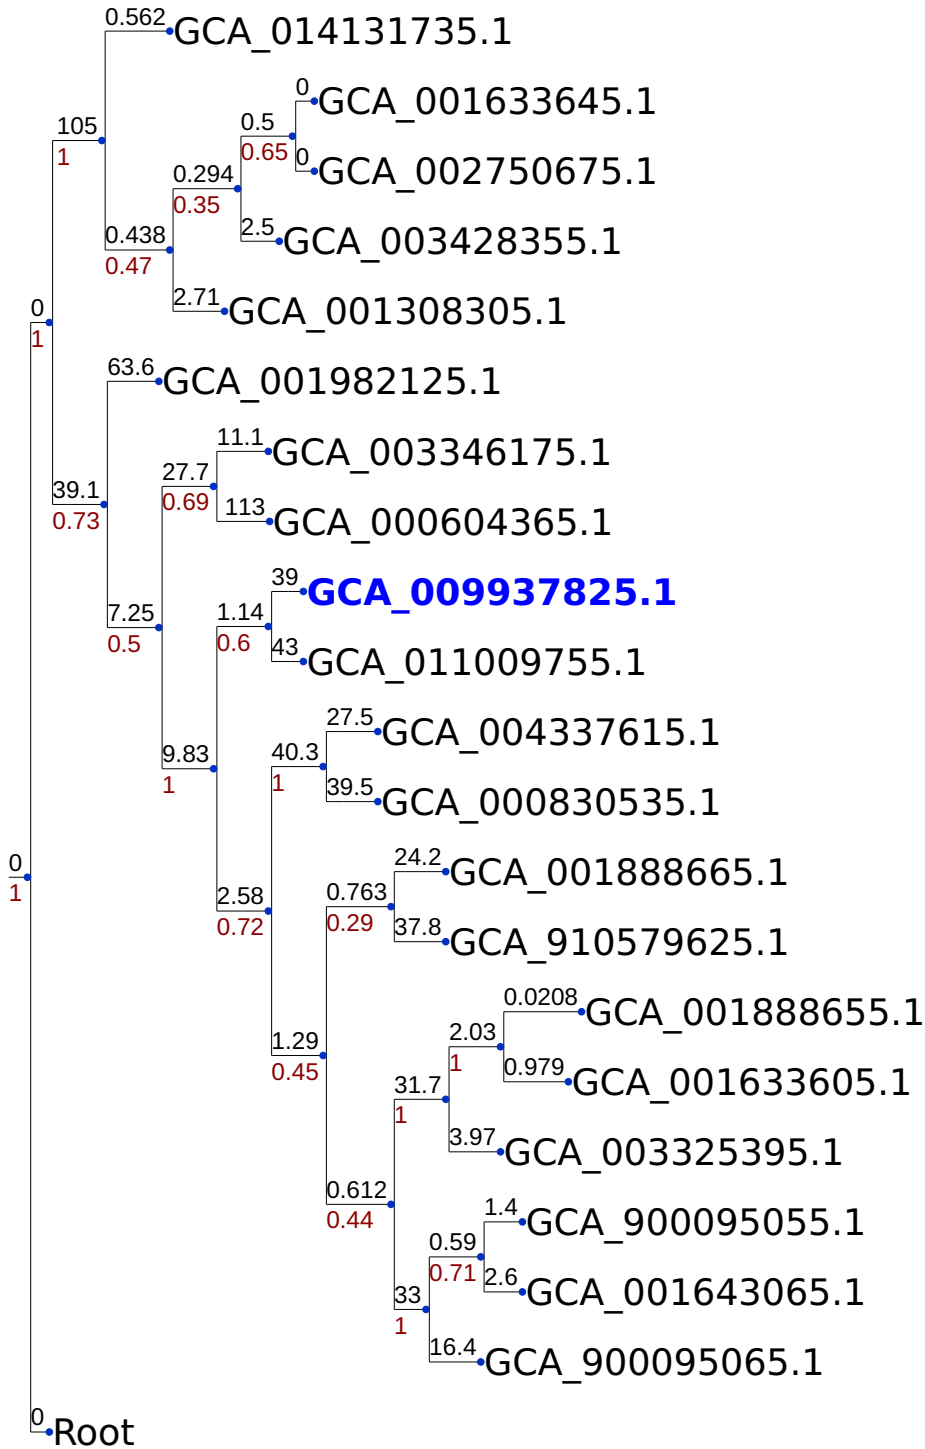 0.562
GCA_014131735.1
0
GCA_001633645.1
0.5
105
0.65
1
0
GCA_002750675.1
0.294
0.35
2.5
GCA_003428355.1
0.438
0.47
2.71
GCA_001308305.1
0
1
63.6
GCA_001982125.1
11.1
GCA_003346175.1
27.7
0.69
39.1
0.73
113
GCA_000604365.1
39
GCA_009937825.1
1.14
7.25
0.6
0.5
43
GCA_011009755.1
27.5
GCA_004337615.1
40.3
9.83
1
1
39.5
GCA_000830535.1
24.2
GCA_001888665.1
0
1
0.763
2.58
0.29
0.72
37.8
GCA_910579625.1
0.0208
GCA_001888655.1
2.03
1.29
1
0.45
0.979
GCA_001633605.1
31.7
1
3.97
GCA_003325395.1
0.612
0.44
1.4
GCA_900095055.1
0.59
0.71
2.6
GCA_001643065.1
33
1
16.4
GCA_900095065.1
0
Root